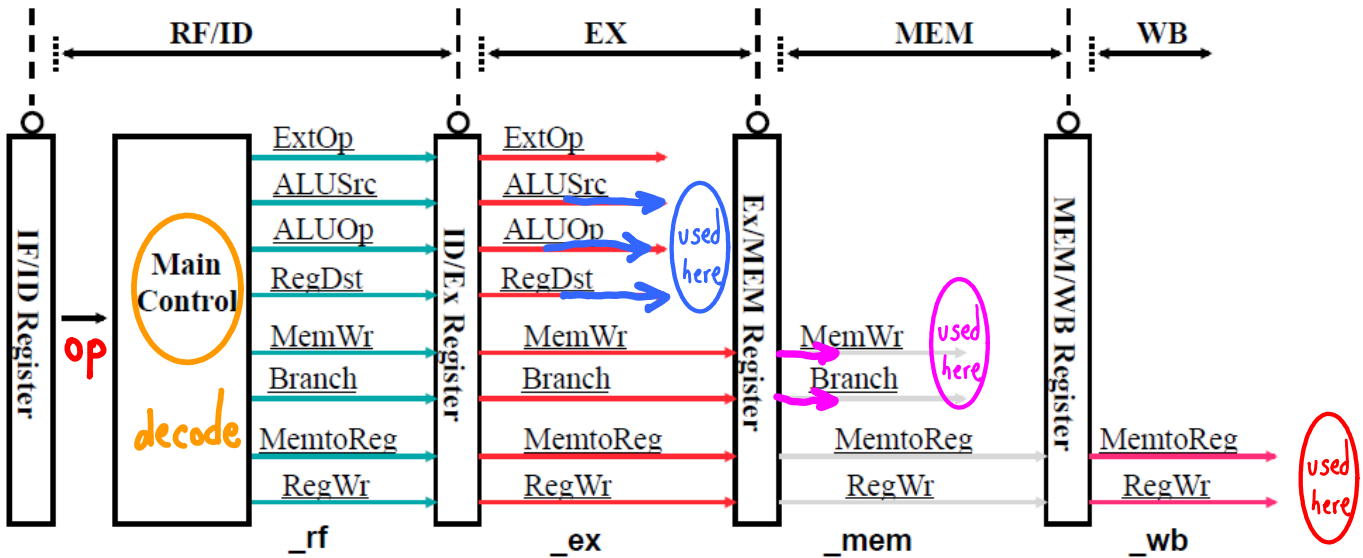 RF/ID
EX
MEM
WB
IF/ID Register
op
Main
Control
decode
ExtOp
ALUSrc
ALUOp
RegDst
MemWr
Branch
MemtoReg
RegWr
_rf
ID/Ex Register
ExtOp
ALUSrc
ALUOp
RegDst
used
here
MemWr
Branch
MemtoReg
RegWr
_ex
Ex/MEM Register
MemWr
Branch
used
here
MemtoReg
RegWr
_mem
MEM/WB Register
MemtoReg
RegWr
used
here
_wb